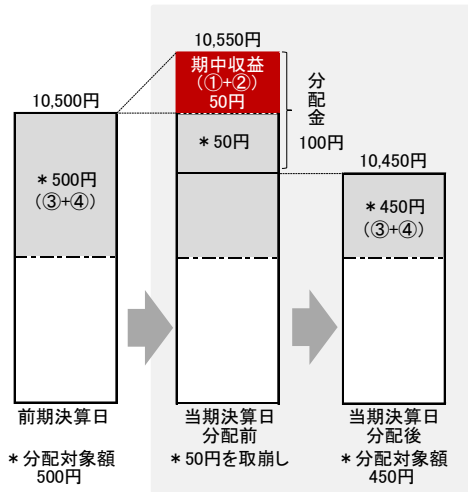 10,550円
期中収益
（①+②）
50円
分配金
100円
10,500円
＊50円
10,450円
＊500円
（③+④）
＊450円
（③+④）
前期決算日
当期決算日
分配前
当期決算日
分配後
＊分配対象額
500円
＊50円を取崩し
＊分配対象額
450円